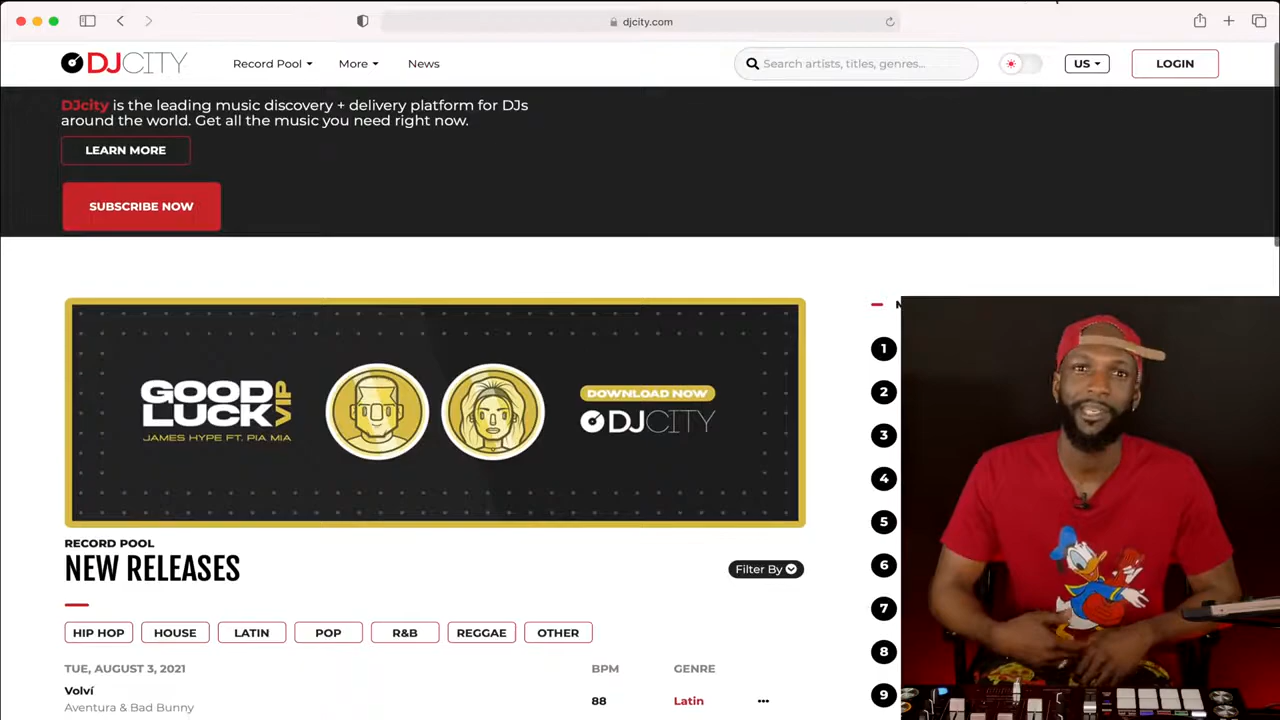 djcity.com
DJCITY
Record Pool
More
News
Search artists, titles, genres...
US
LOGIN
DJcity is the leading music discovery + delivery platform for DJs
around the world. Get all the music you need right now.
LEARN MORE
SUBSCRIBE NOW
GOOD
LUCK VIP
JAMES HYPE FT. PIA MIA
DOWNLOAD NOW
DJCITY
RECORD POOL
NEW RELEASES
Filter By
HIP HOP
HOUSE
LATIN
POP
R&B
REGGAE
OTHER
TUE, AUGUST 3, 2021
BPM
GENRE
Volví
Aventura & Bad Bunny
88
Latin
1
2
3
4
5
6
7
8
9